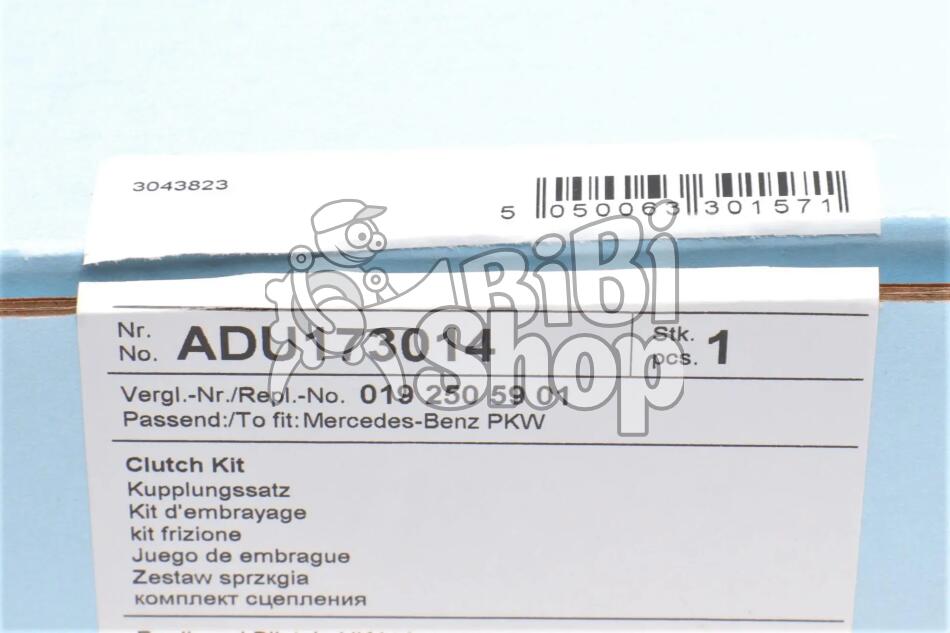 3043823
5 050063 301571
BiBi
Shop
Nr.
No. ADU173014
Stk.
pcs. 1
Vergl.-Nr./Repl.-No. 019 250 59 01
Passend:/To fit: Mercedes-Benz PKW
Clutch Kit
Kupplungssatz
Kit d'embrayage
kit frizione
Juego de embrague
Zestaw sprzкgia
комплект сцепления